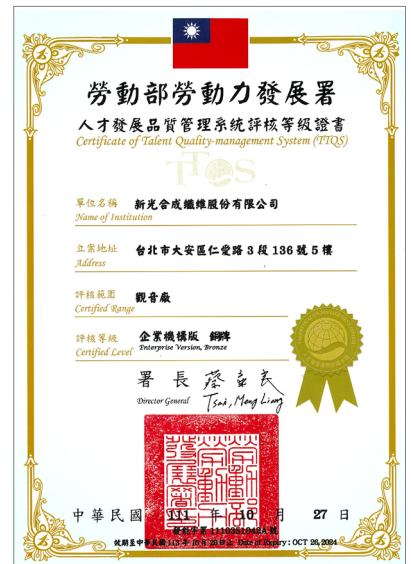 勞動部勞動力發展署
人才發展品質管理系統評核等級證書
Certificate of Talent Quality-management System (TTQS)
TTQS
單位名稱 新光合成纖維股份有限公司
Name of Institution
立案地址 台北市大安區仁愛路3段136號5樓
Address
評核範圍 觀音廠
Certified Range
評核等級 企業機構版 銅牌
Certified Level Enterprise Version, Bronze
署長 蔡孟良
Director General Tsai, Meng Liang
中華民國 111 年 10 月 27 日
效期至中華民國113年10月26日止 Date of Expiry: OCT 26, 2024